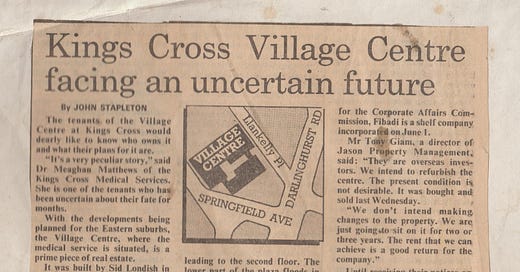 Kings Cross Village Centre
facing an uncertain future
By JOHN STAPLETON
The tenants of the Village
Centre at Kings Cross would
dearly like to know who owns it
and what their plans for it are.
"It's a very peculiar story," said
Dr Meaghan Matthews of the
Kings Cross Medical Services.
She is one of the tenants who has
been uncertain about their fate for
months.
With the developments being
planned for the Eastern suburbs,
the Village Centre, where the
medical service is situated, is a
prime piece of real estate.
It was built by Sid Londish in
VILLAGE
CENTRE
Llankelly Pl
DARLINGHURST RD
SPRINGFIELD AVE
leading to the second floor. The
lower part of the plaza floods in
for the Corporate Affairs Com-
mission, Fibadi is a shell company
incorporated on June 1.
Mr Tony Giam, a director of
Jason Property Management,
said: "They are overseas inves-
tors. We intend to refurbish the
centre. The present condition is
not desirable. It was bought and
sold last Wednesday.
"We don't intend making
changes to the property. We are
just going to sit on it for two or
three years. The rent that we can
achieve is a good return for the
company."